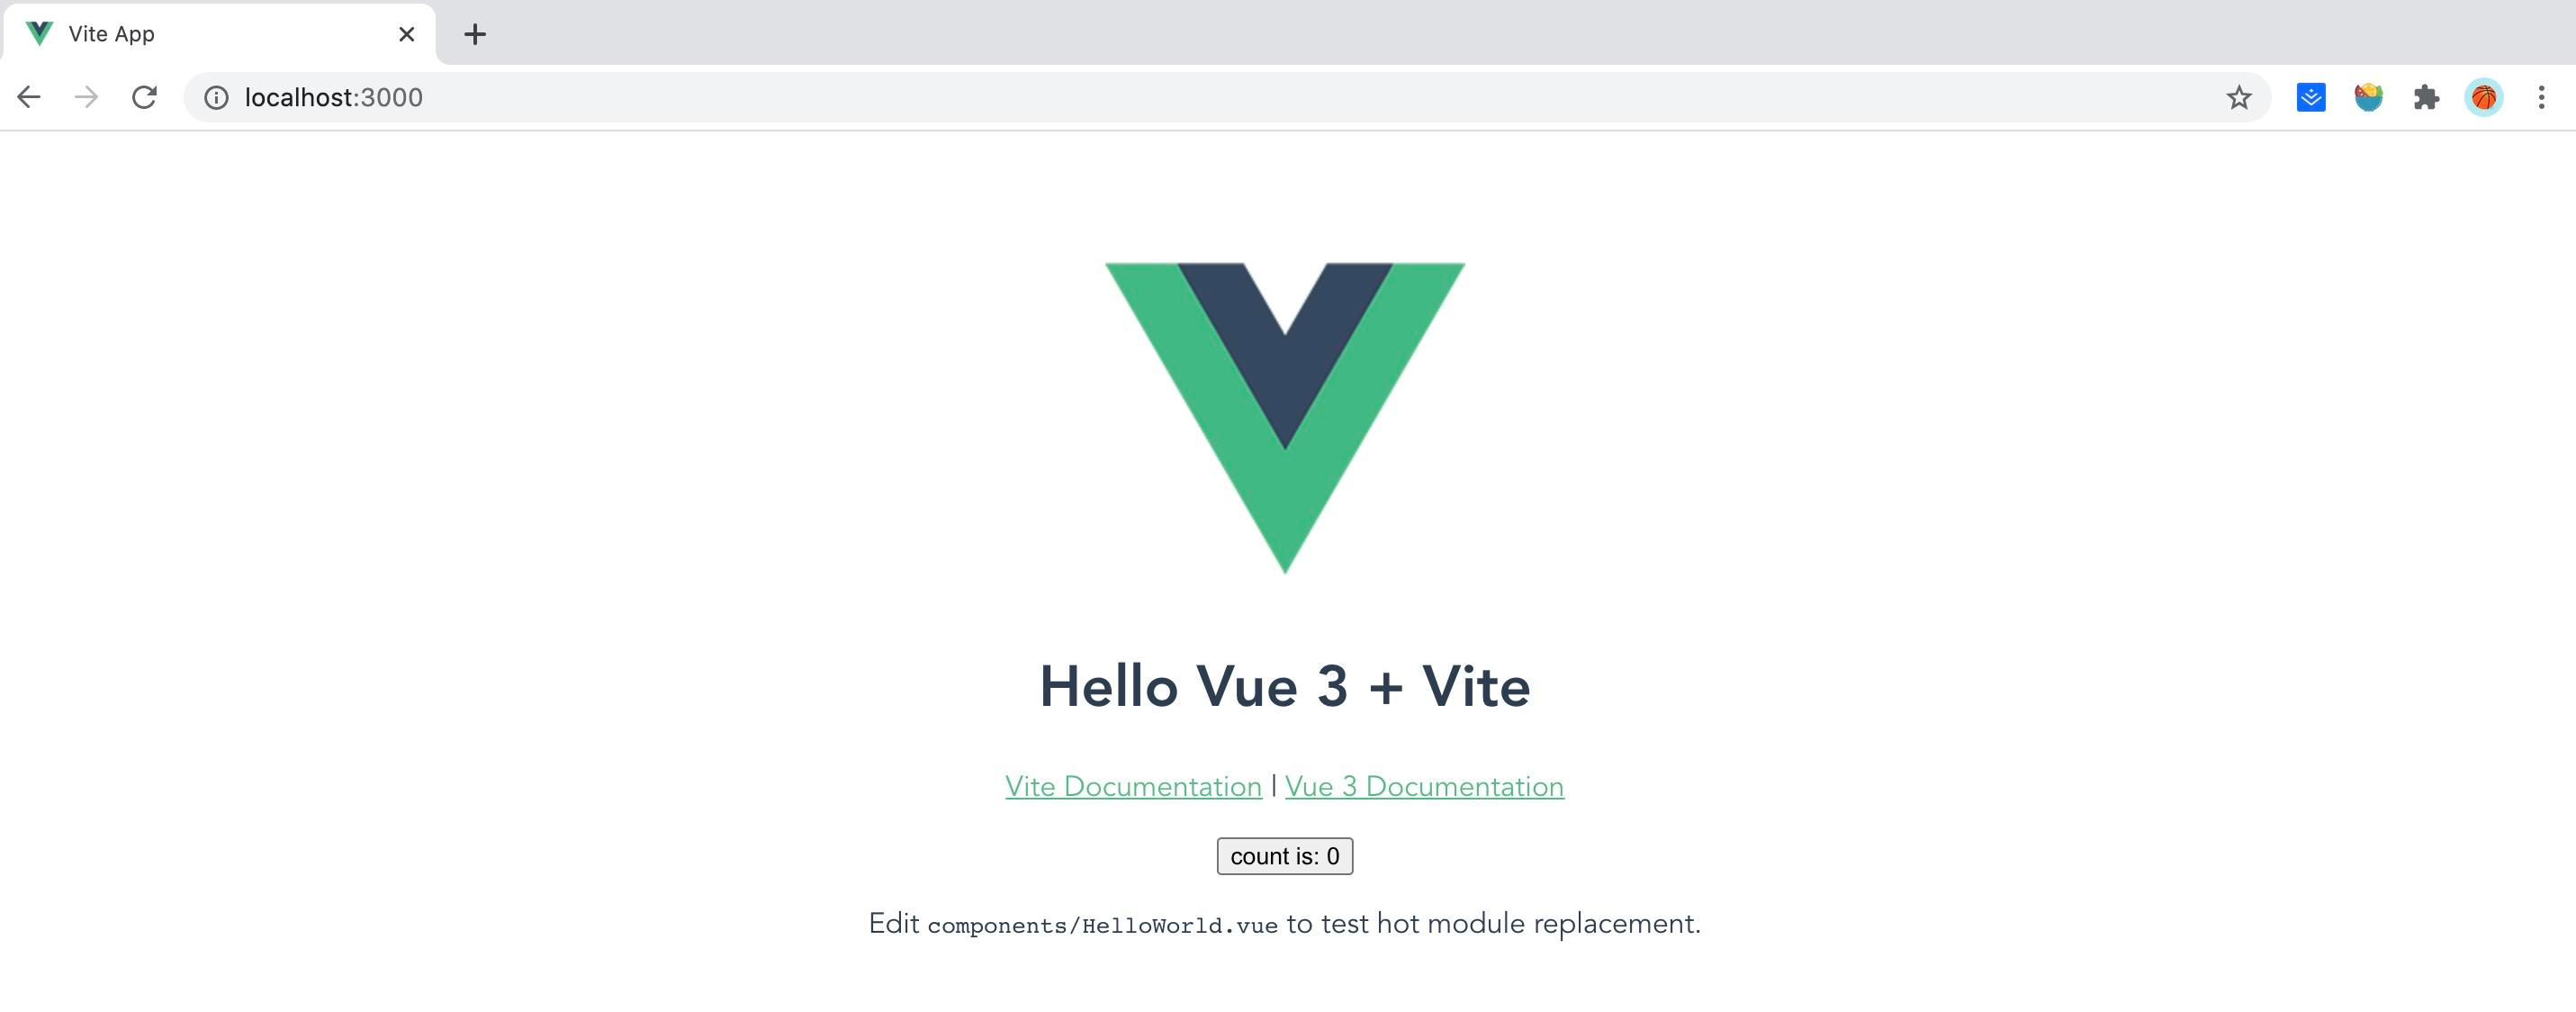 Vite App
localhost:3000
Hello Vue 3 + Vite
Vite Documentation | Vue 3 Documentation
count is: 0
Edit components/HelloWorld.vue to test hot module replacement.